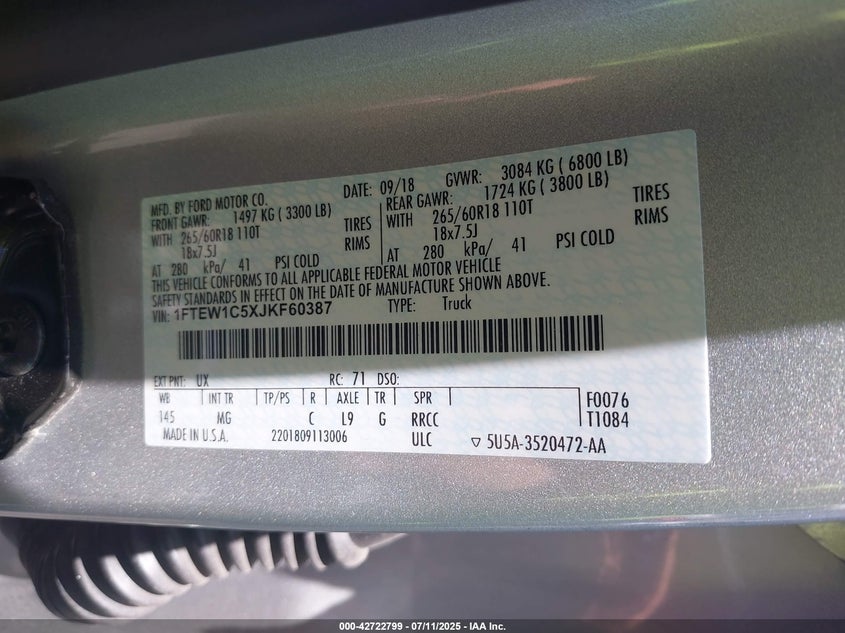 MFD. BY FORD MOTOR CO. DATE: 09/18 GVWR: 3084 KG ( 6800 LB)
FRONT GAWR: 1497 KG ( 3300 LB) REAR GAWR: 1724 KG ( 3800 LB)
WITH 265/60R18 110T TIRES WITH 265/60R18 110T TIRES
18x7.5J RIMS 18x7.5J RIMS
AT 280 kPa/ 41 PSI COLD AT 280 kPa/ 41 PSI COLD
THIS VEHICLE CONFORMS TO ALL APPLICABLE FEDERAL MOTOR VEHICLE
SAFETY STANDARDS IN EFFECT ON THE DATE OF MANUFACTURE SHOWN ABOVE.
VIN: 1FTEW1C5XJKF60387 TYPE: Truck
EXT PNT: UX RC: 71 DSO:
WB INT TR TP/PS R AXLE TR SPR F0076
145 MG C L9 G RRCC T1084
MADE IN U.S.A. 2201809113006 ULC ▽ 5U5A-3520472-AA
000-42722799 - 07/11/2025 - IAA Inc.